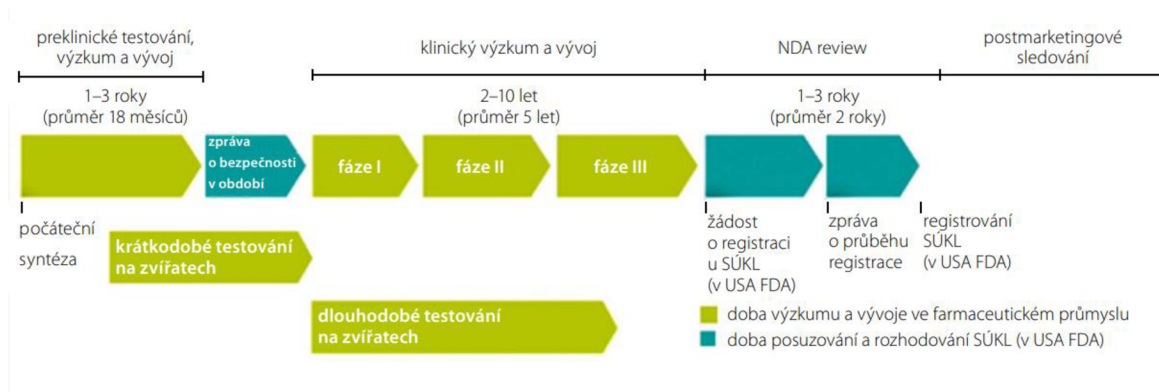 preklinické testování,
výzkum a vývoj
klinický výzkum a vývoj
NDA review
postmarketingové
sledování
1–3 roky
(průměr 18 měsíců)
2–10 let
(průměr 5 let)
1–3 roky
(průměr 2 roky)
zpráva
o bezpečnosti
v období
fáze I
fáze II
fáze III
počáteční
syntéza
krátkodobé testování
na zvířatech
dlouhodobé testování
na zvířatech
žádost
o registraci
u SÚKL
(v USA FDA)
zpráva
o průběhu
registrace
registrování
SÚKL
(v USA FDA)
doba výzkumu a vývoje ve farmaceutickém průmyslu
doba posuzování a rozhodování SÚKL (v USA FDA)